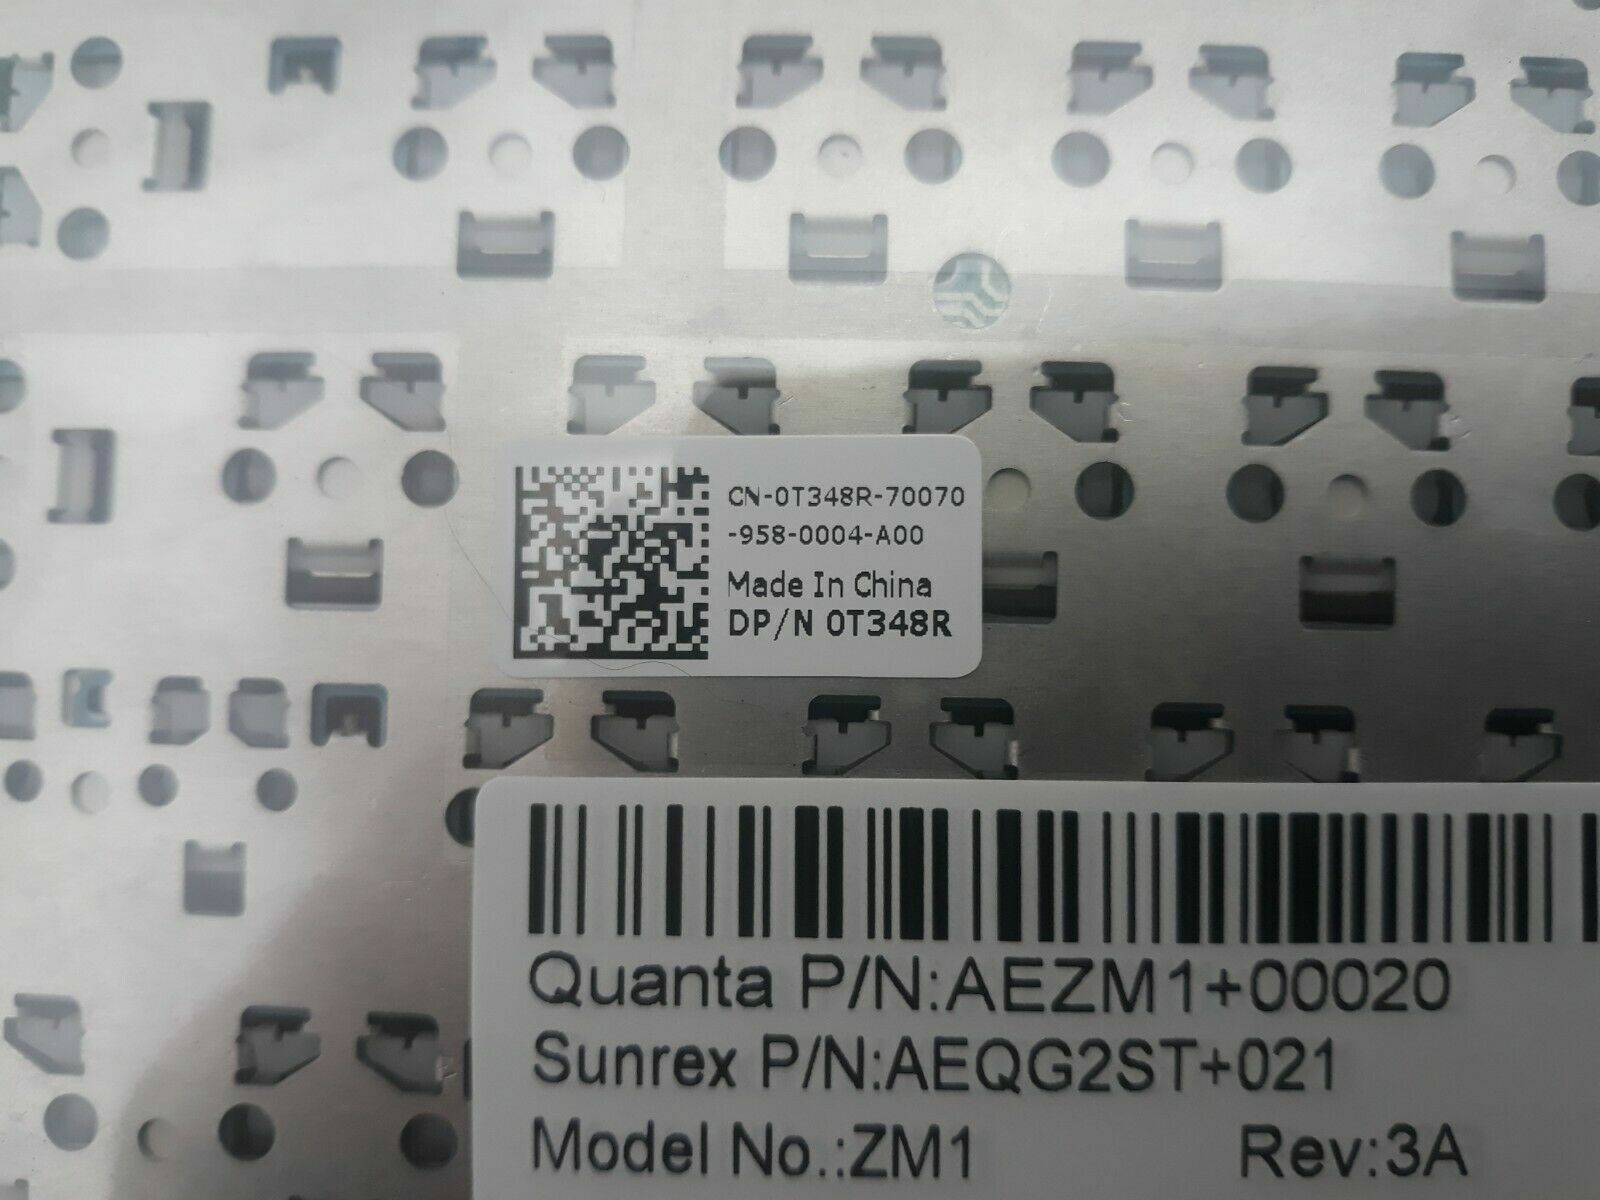 CN-0T348R-70070
-958-0004-A00
Made In China
DP/N 0T348R
Quanta P/N:AEZM1+00020
Sunrex P/N:AEQG2ST+021
Model No.:ZM1 Rev:3A